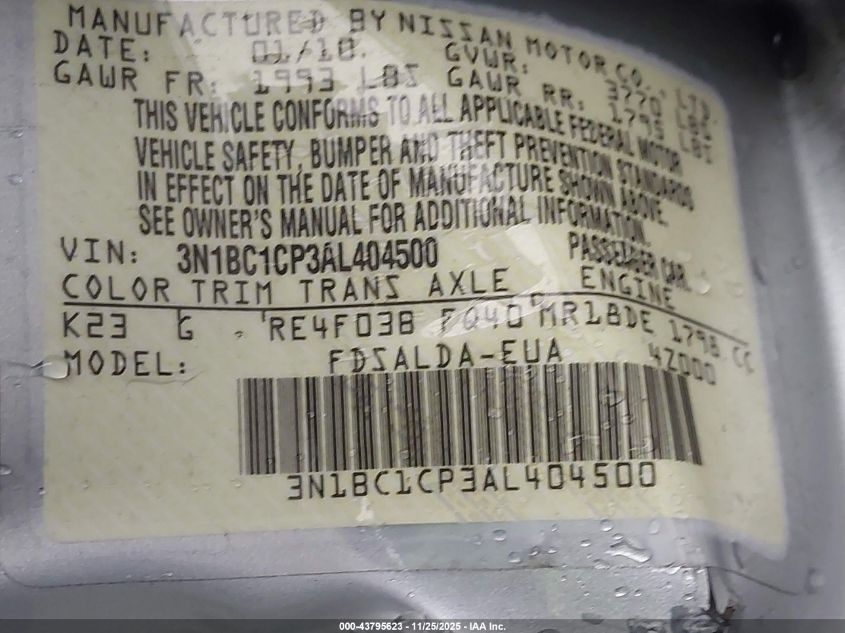 MANUFACTURED BY NISSAN MOTOR CO., LTD.
DATE: 01/10. GVWR: 3770 LBS
GAWR FR: 1993 LBS GAWR RR: 1795 LBS
THIS VEHICLE CONFORMS TO ALL APPLICABLE FEDERAL MOTOR
VEHICLE SAFETY, BUMPER AND THEFT PREVENTION STANDARDS
IN EFFECT ON THE DATE OF MANUFACTURE SHOWN ABOVE.
SEE OWNER'S MANUAL FOR ADDITIONAL INFORMATION.
VIN: 3N1BC1CP3AL404500 PASSENGER CAR.
COLOR TRIM TRANS AXLE ENGINE
K23 G . RE4F03B FQ40 MR18DE 1798 CC
MODEL: FDSALDA-EUA 4Z000
3N1BC1CP3AL404500
000-43795623 - 11/25/2025 - IAA Inc.